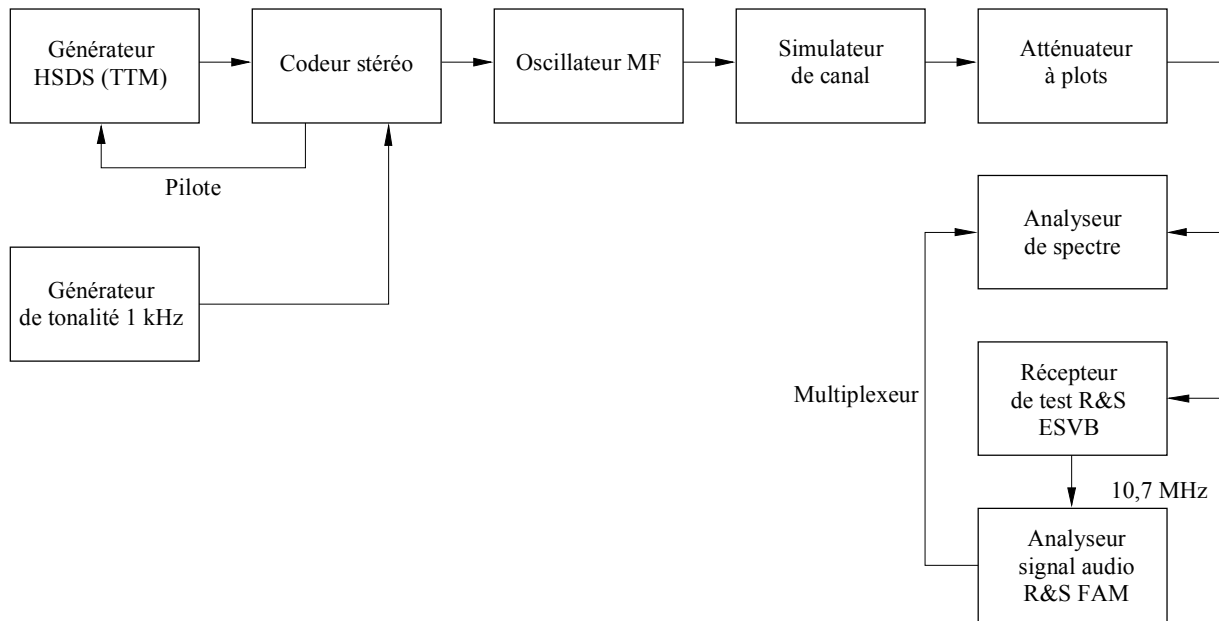 Générateur
HSDS (TTM)
Codeur stéréo
Oscillateur MF
Simulateur
de canal
Atténuateur
à plots
Pilote
Analyseur
de spectre
Générateur
de tonalité 1 kHz
Multiplexeur
Récepteur
de test R&S
ESVB
10,7 MHz
Analyseur
signal audio
R&S FAM